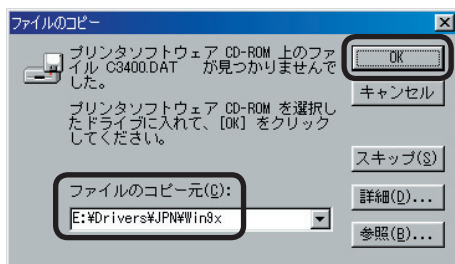 ファイルのコピー
プリンタソフトウェア CD-ROM 上のファ
イル C3400.DAT が見つかりませんで
した。
プリンタソフトウェア CD-ROM を選択し
たドライブに入れて、[OK] をクリック
してください。
ファイルのコピー元(C):
E:¥Drivers¥JPN¥Win9x
OK
キャンセル
スキップ(S)
詳細(D)...
参照(B)...